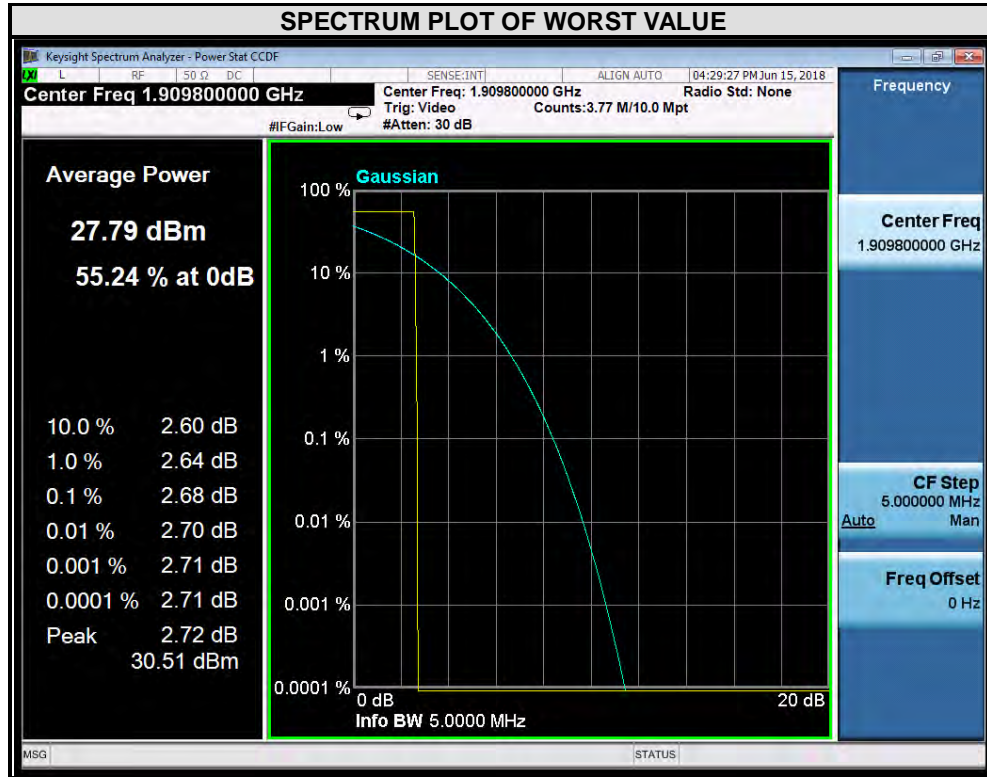 SPECTRUM PLOT OF WORST VALUE
Keysight Spectrum Analyzer - Power Stat CCDF
LXI L RF 50 Ω DC SENSE:INT ALIGN AUTO 04:29:27 PM Jun 15, 2018
Center Freq 1.909800000 GHz
Center Freq: 1.909800000 GHz Radio Std: None
Trig: Video Counts:3.77 M/10.0 Mpt
#IFGain:Low #Atten: 30 dB
Frequency
Average Power
27.79 dBm
55.24 % at 0dB
10.0 % 2.60 dB
1.0 % 2.64 dB
0.1 % 2.68 dB
0.01 % 2.70 dB
0.001 % 2.71 dB
0.0001 % 2.71 dB
Peak 2.72 dB
30.51 dBm
Gaussian
100 %
10 %
1 %
0.1 %
0.01 %
0.001 %
0.0001 %
0 dB 20 dB
Info BW 5.0000 MHz
Center Freq
1.909800000 GHz
CF Step
5.000000 MHz
Auto Man
Freq Offset
0 Hz
MSG STATUS